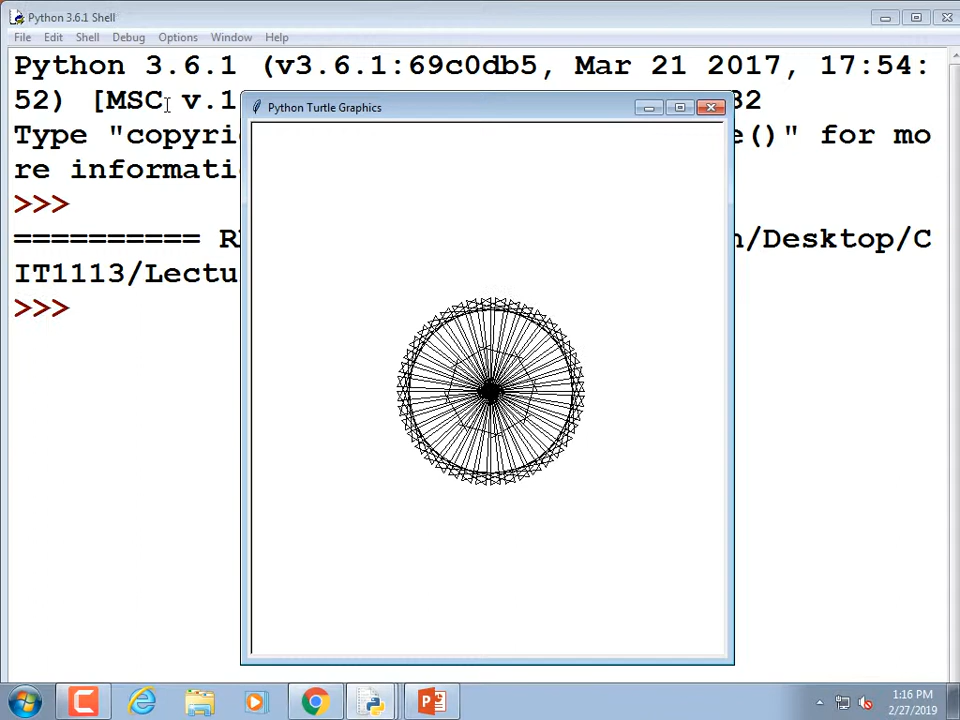 Python 3.6.1 Shell
File Edit Shell Debug Options Window Help
Python 3.6.1 (v3.6.1:69c0db5, Mar 21 2017, 17:54:
52) [MSC v.1
Type "copyri e()" for mo
re informati
>>>
========== n/Desktop/C
IT1113/Lectu
>>>
Python Turtle Graphics
1:16 PM
2/27/2019